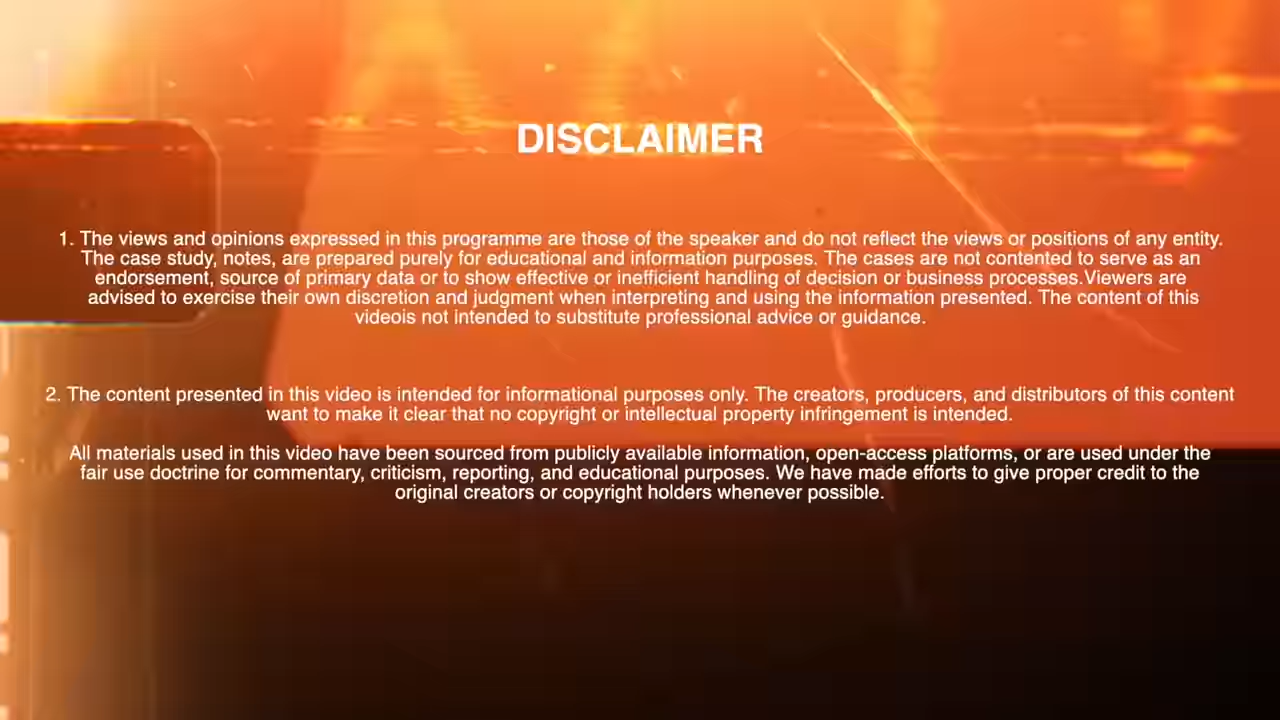 DISCLAIMER
1. The views and opinions expressed in this programme are those of the speaker and do not reflect the views or positions of any entity.
The case study, notes, are prepared purely for educational and information purposes. The cases are not contented to serve as an
endorsement, source of primary data or to show effective or inefficient handling of decision or business processes.Viewers are
advised to exercise their own discretion and judgment when interpreting and using the information presented. The content of this
videois not intended to substitute professional advice or guidance.
2. The content presented in this video is intended for informational purposes only. The creators, producers, and distributors of this content
want to make it clear that no copyright or intellectual property infringement is intended.
All materials used in this video have been sourced from publicly available information, open-access platforms, or are used under the
fair use doctrine for commentary, criticism, reporting, and educational purposes. We have made efforts to give proper credit to the
original creators or copyright holders whenever possible.